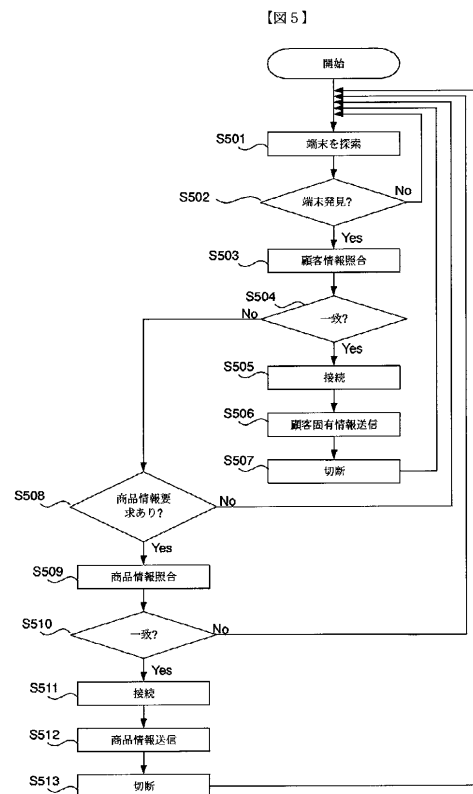 【図5】
開始
S501
端末を探索
S502
端末発見?
No
Yes
S503
顧客情報照合
S504
No
一致?
Yes
S505
接続
S506
顧客固有情報送信
S507
切断
S508
商品情報要
求あり?
No
Yes
S509
商品情報照合
S510
一致?
No
Yes
S511
接続
S512
商品情報送信
S513
切断